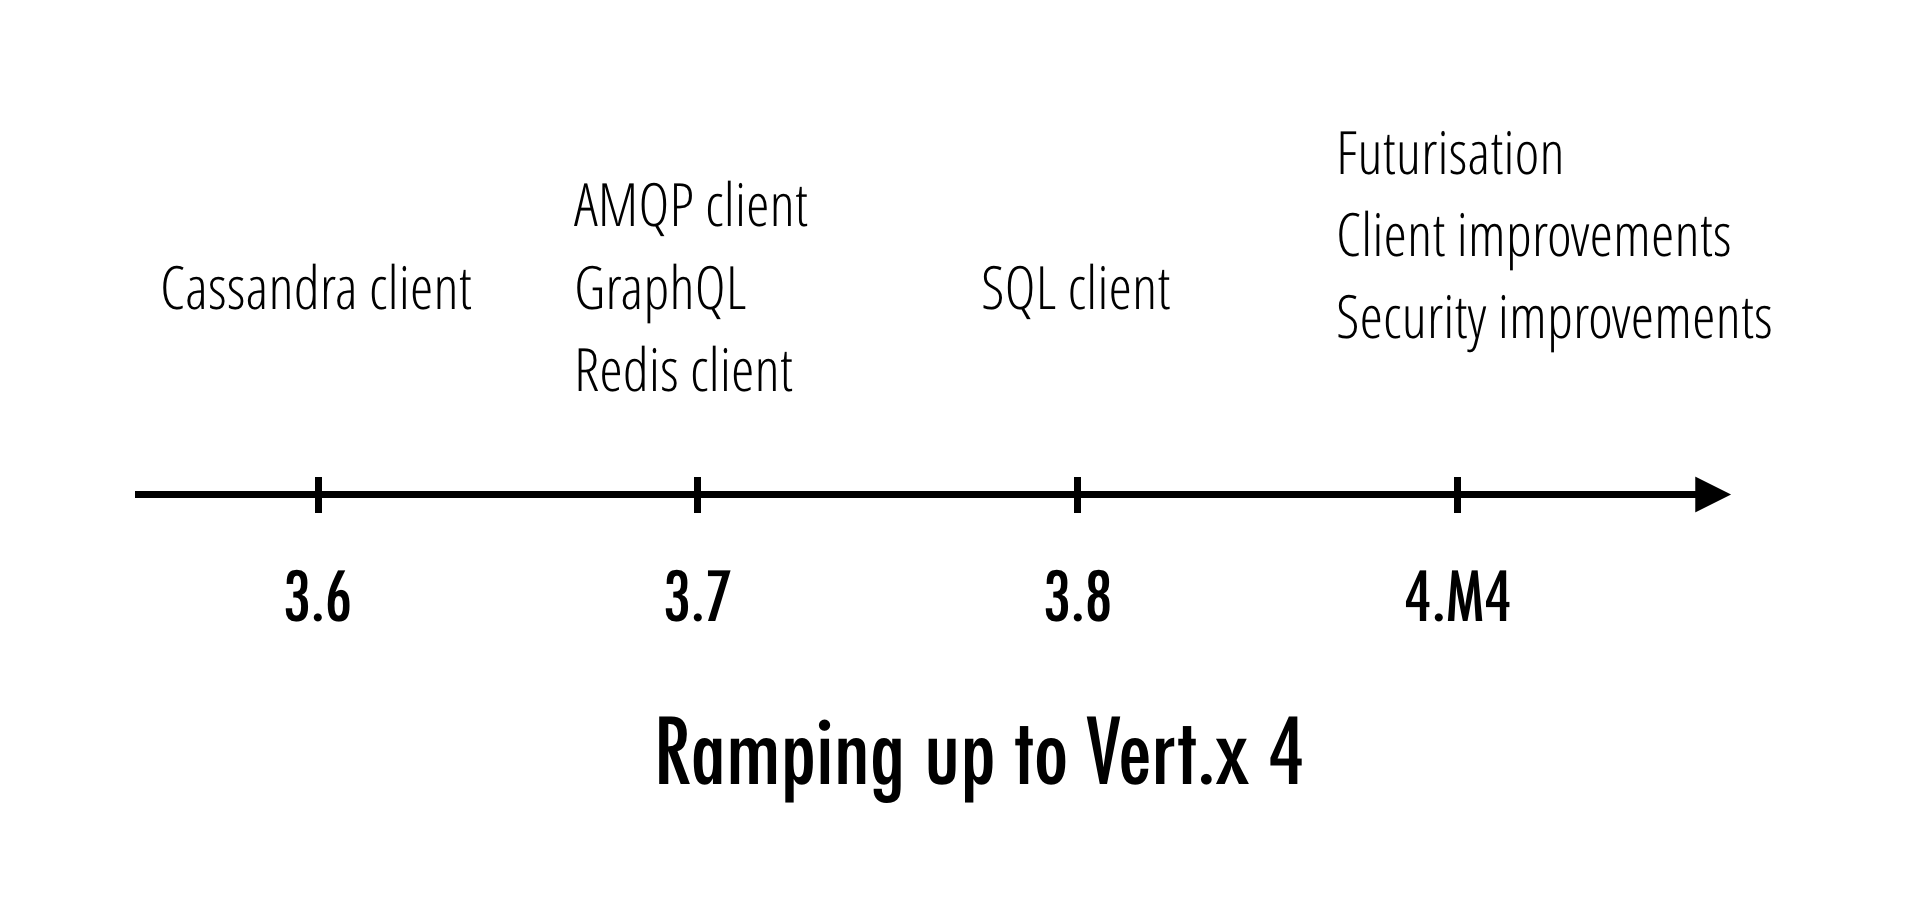 Cassandra client
AMQP client
GraphQL
Redis client
SQL client
Futurisation
Client improvements
Security improvements
3.6
3.7
3.8
4.M4
Ramping up to Vert.x 4